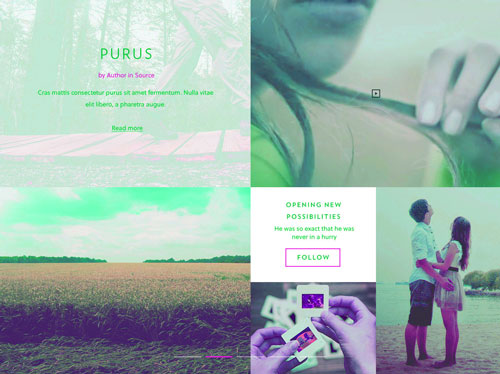 PURUS
by Author in Source
Cras mattis consectetur purus sit amet fermentum. Nulla vitae
elit libero, a pharetra augue.
Read more
OPENING NEW
POSSIBILITIES
He was so exact that he was
never in a hurry
FOLLOW